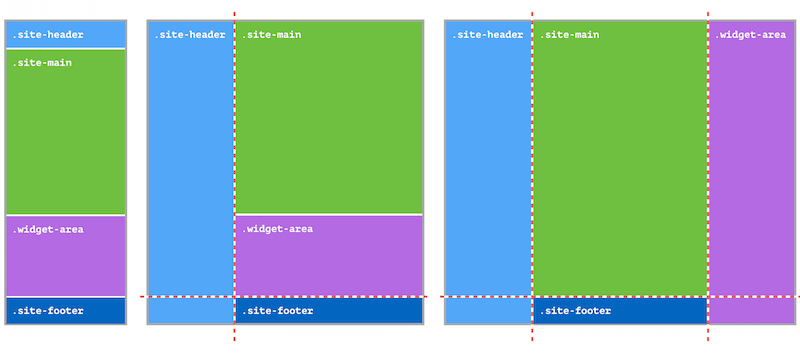 .site-header
.site-main
.widget-area
.site-footer
.site-header
.site-main
.widget-area
.site-footer
.site-header
.site-main
.widget-area
.site-footer